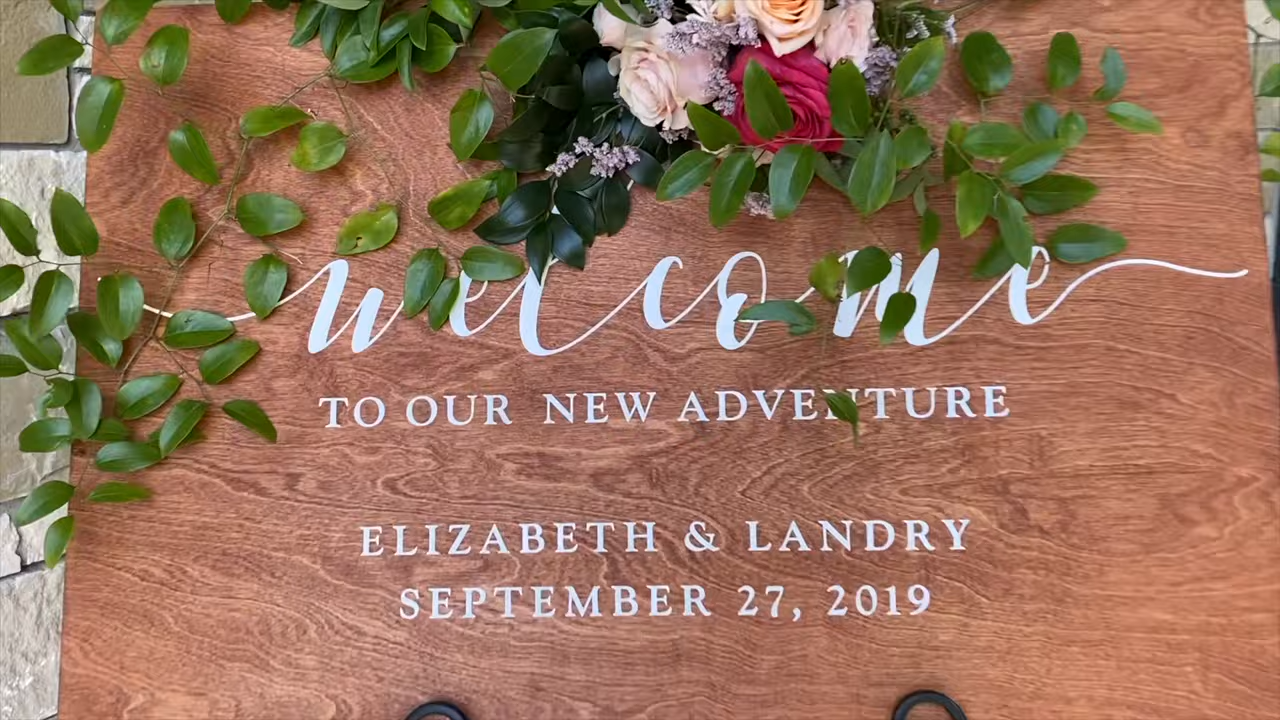 welcome
TO OUR NEW ADVENTURE
ELIZABETH & LANDRY
SEPTEMBER 27, 2019